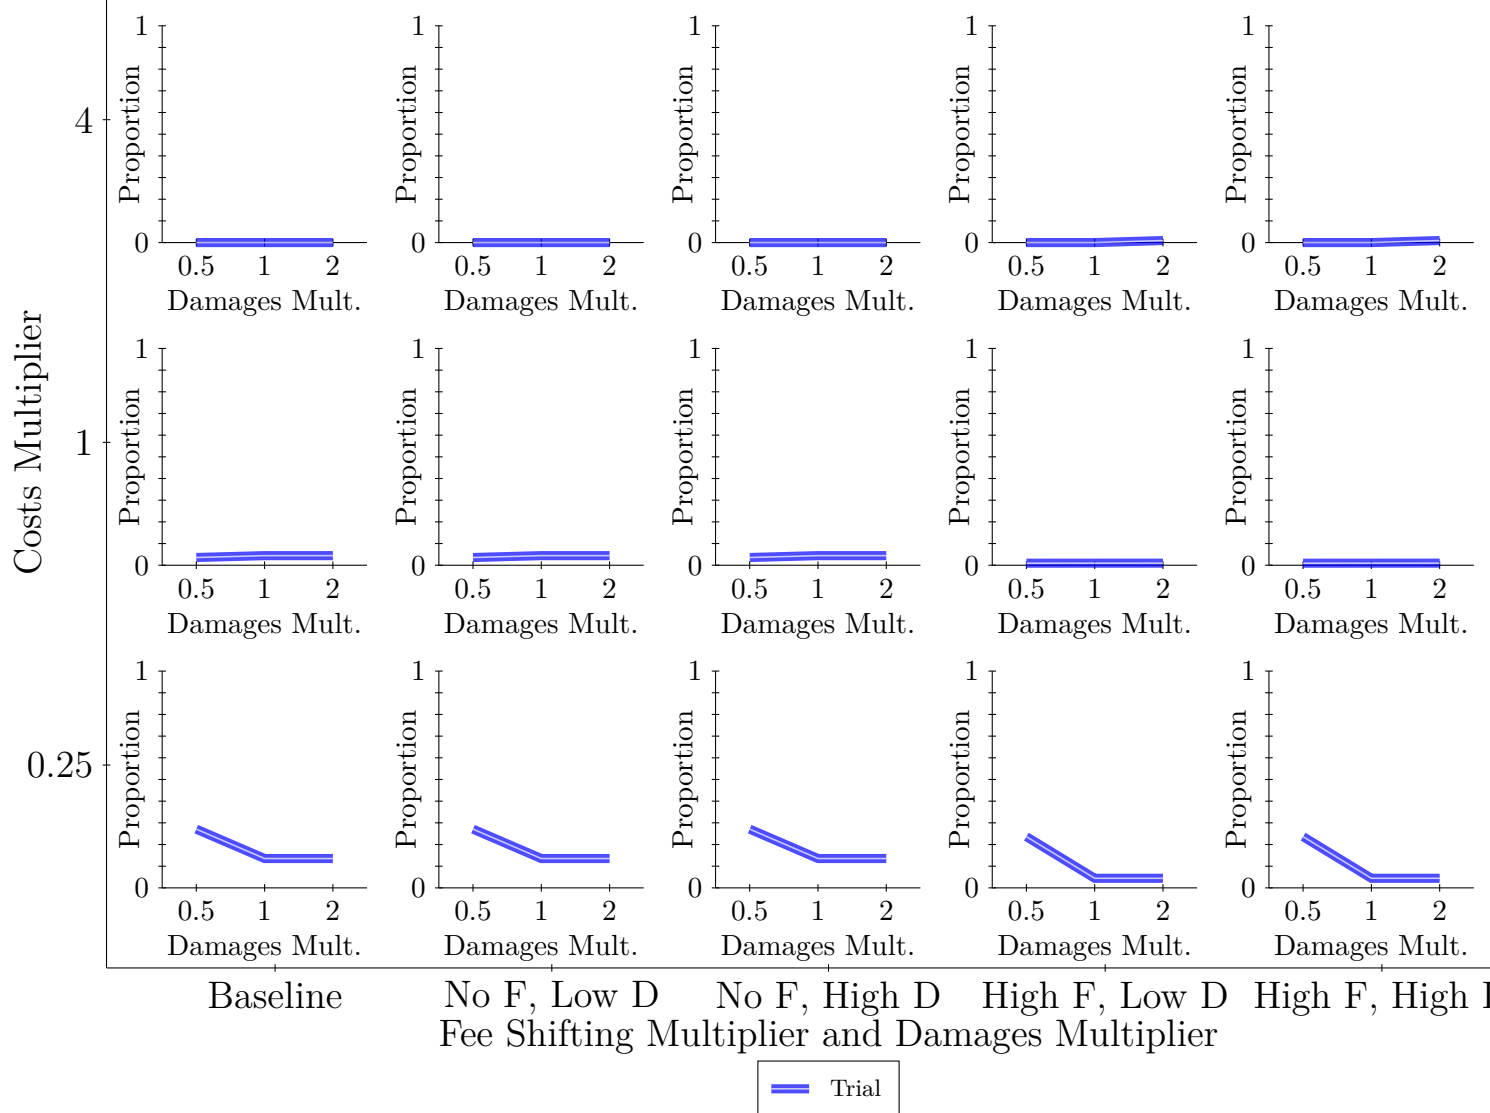 1 1 1 1 1
Proportion Proportion Proportion Proportion Proportion
4
0 0 0 0 0
0.5 1 2 0.5 1 2 0.5 1 2 0.5 1 2 0.5 1 2
Damages Mult. Damages Mult. Damages Mult. Damages Mult. Damages Mult.
Costs Multiplier
1 1 1 1 1
Proportion Proportion Proportion Proportion Proportion
1
0 0 0 0 0
0.5 1 2 0.5 1 2 0.5 1 2 0.5 1 2 0.5 1 2
Damages Mult. Damages Mult. Damages Mult. Damages Mult. Damages Mult.
1 1 1 1 1
Proportion Proportion Proportion Proportion Proportion
0.25
0 0 0 0 0
0.5 1 2 0.5 1 2 0.5 1 2 0.5 1 2 0.5 1 2
Damages Mult. Damages Mult. Damages Mult. Damages Mult. Damages Mult.
Baseline No F, Low D No F, High D High F, Low D High F, High
Fee Shifting Multiplier and Damages Multiplier
Trial